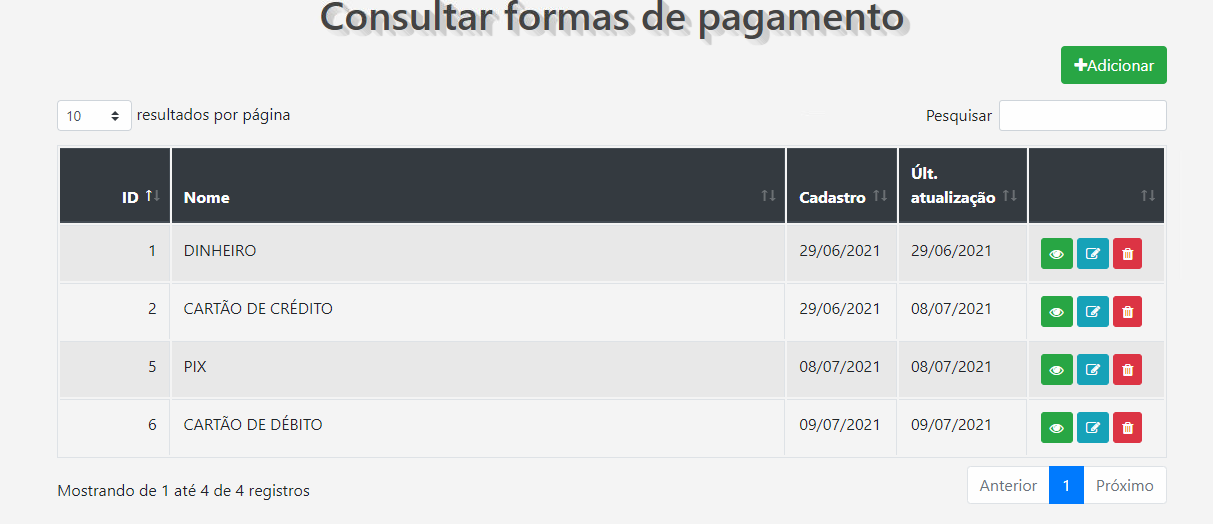 Consultar formas de pagamento
Adicionar
10 resultados por página
Pesquisar
ID Nome Cadastro Últ. atualização
1 DINHEIRO 29/06/2021 29/06/2021
2 CARTÃO DE CRÉDITO 29/06/2021 08/07/2021
5 PIX 08/07/2021 08/07/2021
6 CARTÃO DE DÉBITO 09/07/2021 09/07/2021
Mostrando de 1 até 4 de 4 registros
Anterior 1 Próximo